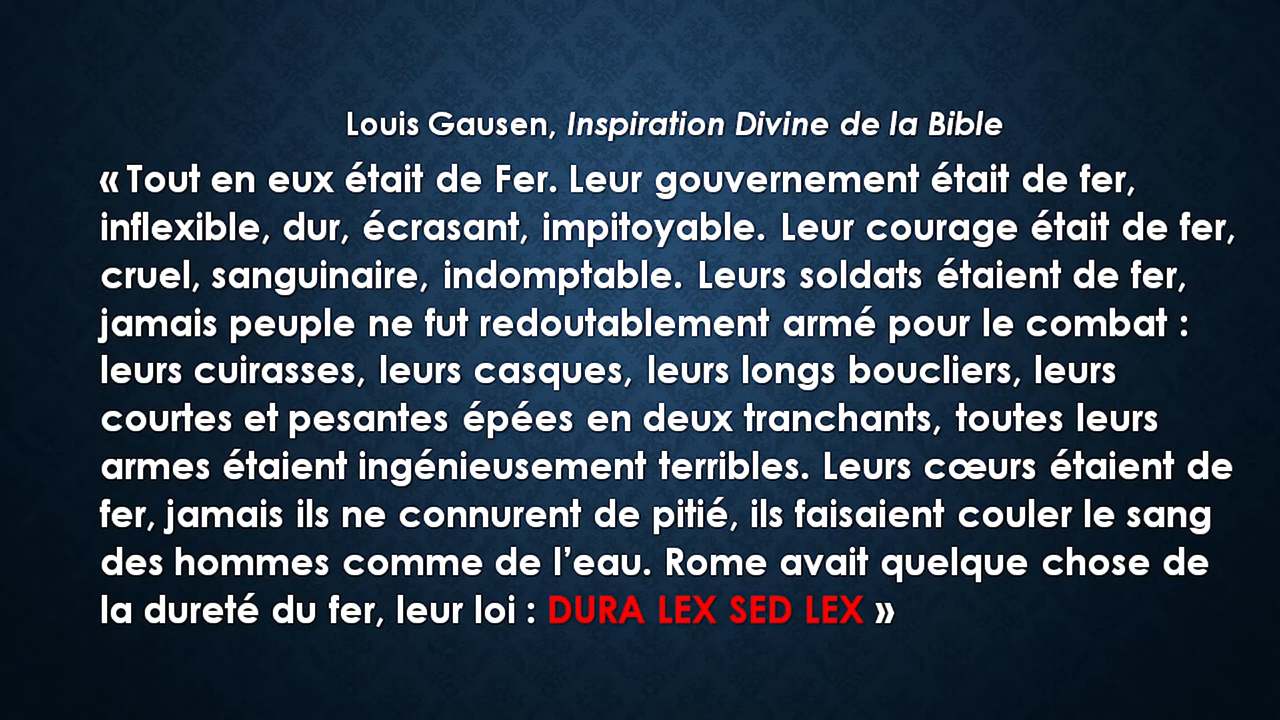 Louis Gausen, Inspiration Divine de la Bible
« Tout en eux était de Fer. Leur gouvernement était de fer,
inflexible, dur, écrasant, impitoyable. Leur courage était de fer,
cruel, sanguinaire, indomptable. Leurs soldats étaient de fer,
jamais peuple ne fut redoutablement armé pour le combat :
leurs cuirasses, leurs casques, leurs longs boucliers, leurs
courtes et pesantes épées en deux tranchants, toutes leurs
armes étaient ingénieusement terribles. Leurs cœurs étaient de
fer, jamais ils ne connurent de pitié, ils faisaient couler le sang
des hommes comme de l’eau. Rome avait quelque chose de
la dureté du fer, leur loi : DURA LEX SED LEX »